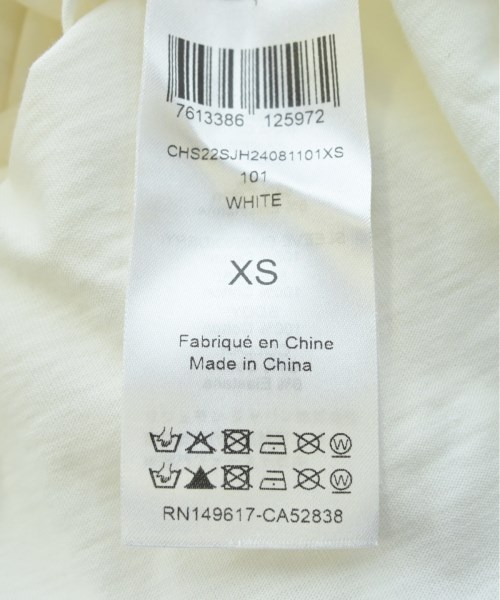 7613386 125972
CHS22SJH24081101XS
101
WHITE
XS
Fabriqué en Chine
Made in China
W
W
RN149617-CA52838